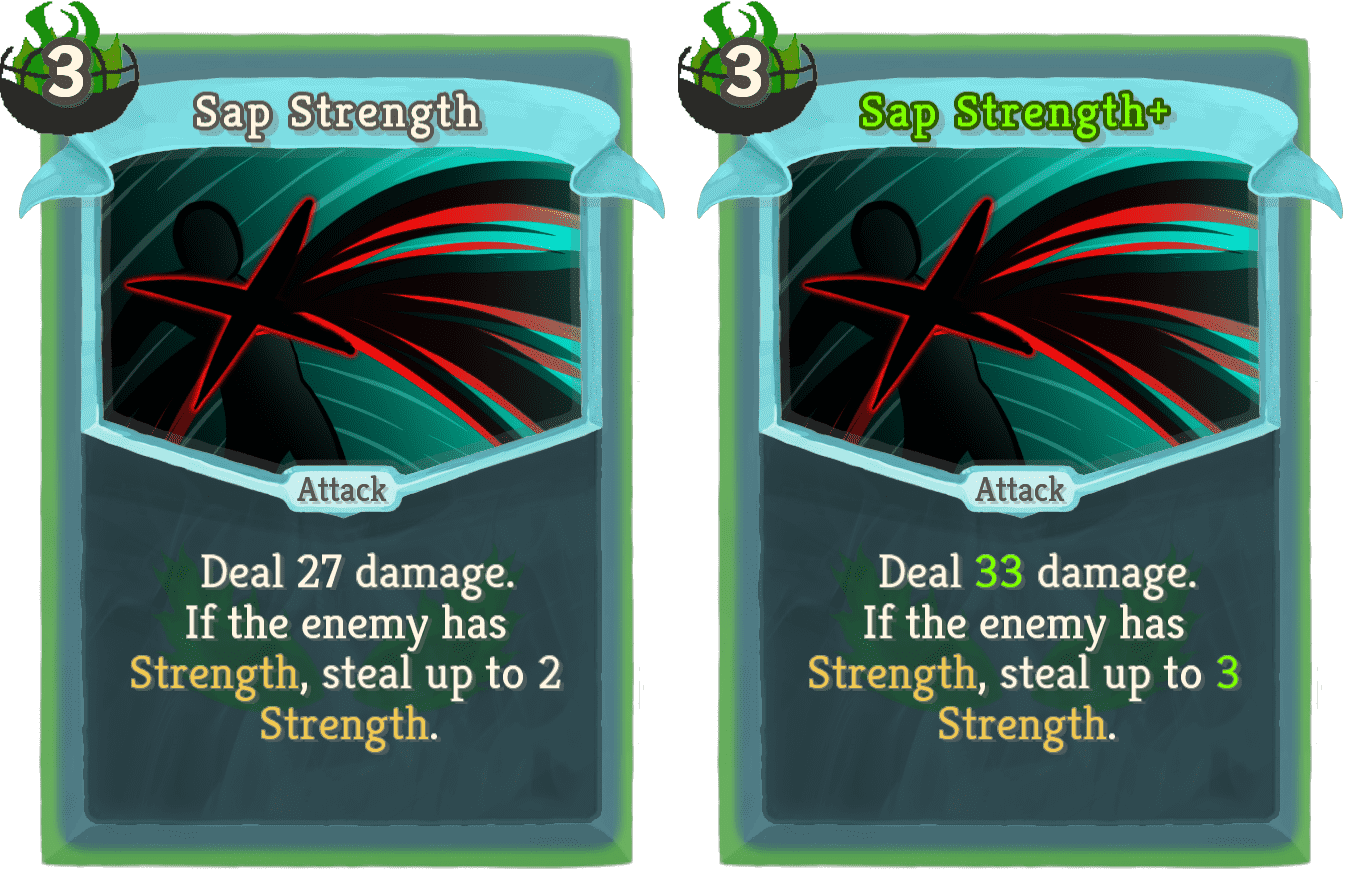 3
Sap Strength
Attack
Deal 27 damage.
If the enemy has
Strength, steal up to 2
Strength.
3
Sap Strength+
Attack
Deal 33 damage.
If the enemy has
Strength, steal up to 3
Strength.